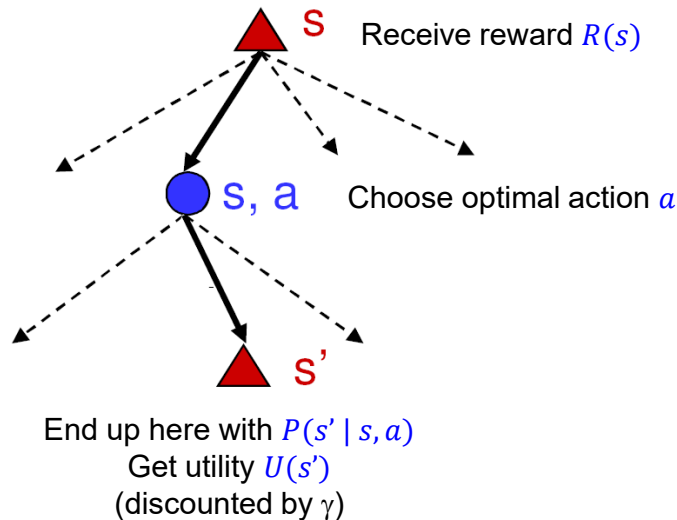 s
Receive reward R(s)
s, a
Choose optimal action a
s’
End up here with P(s’ | s, a)
Get utility U(s’)
(discounted by γ)